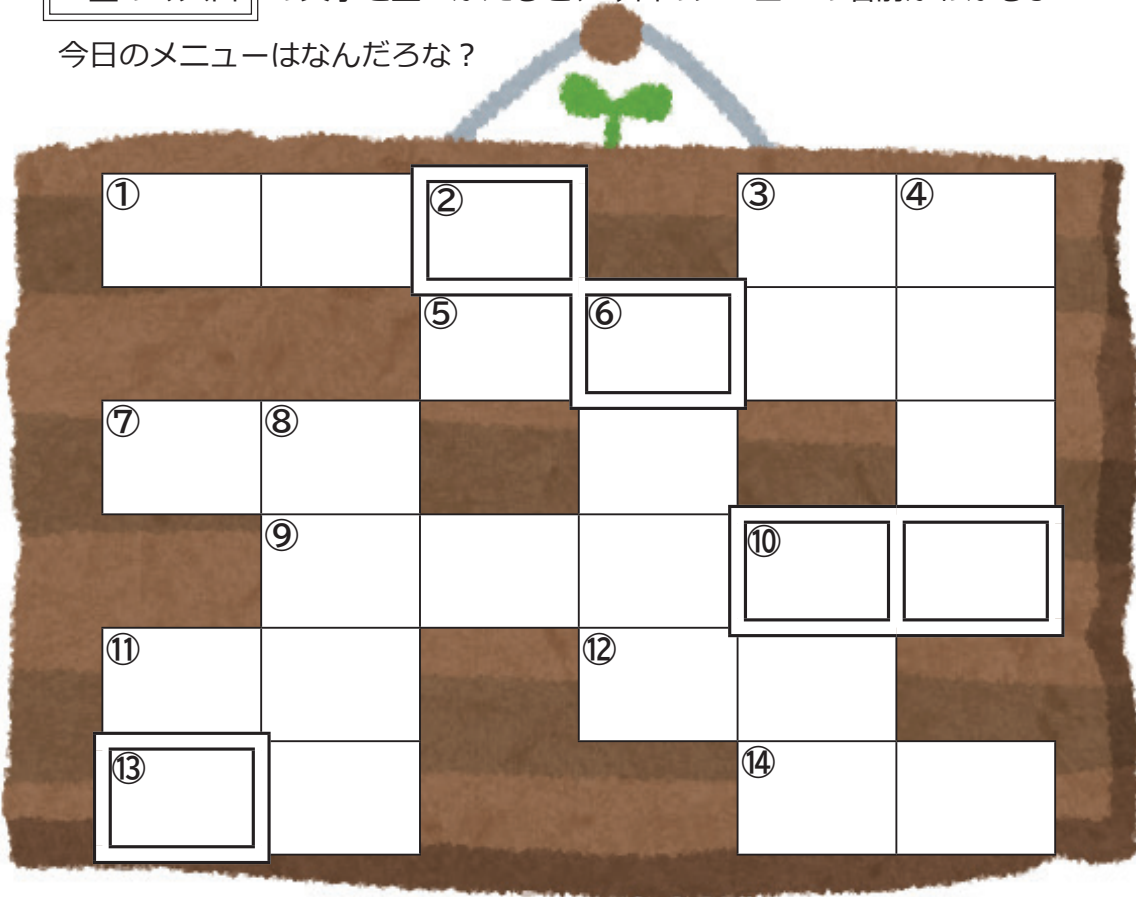 今日のメニューはなんだろな？
① ② ③ ④
⑤ ⑥
⑦ ⑧
⑨ ⑩
⑪ ⑫
⑬ ⑭